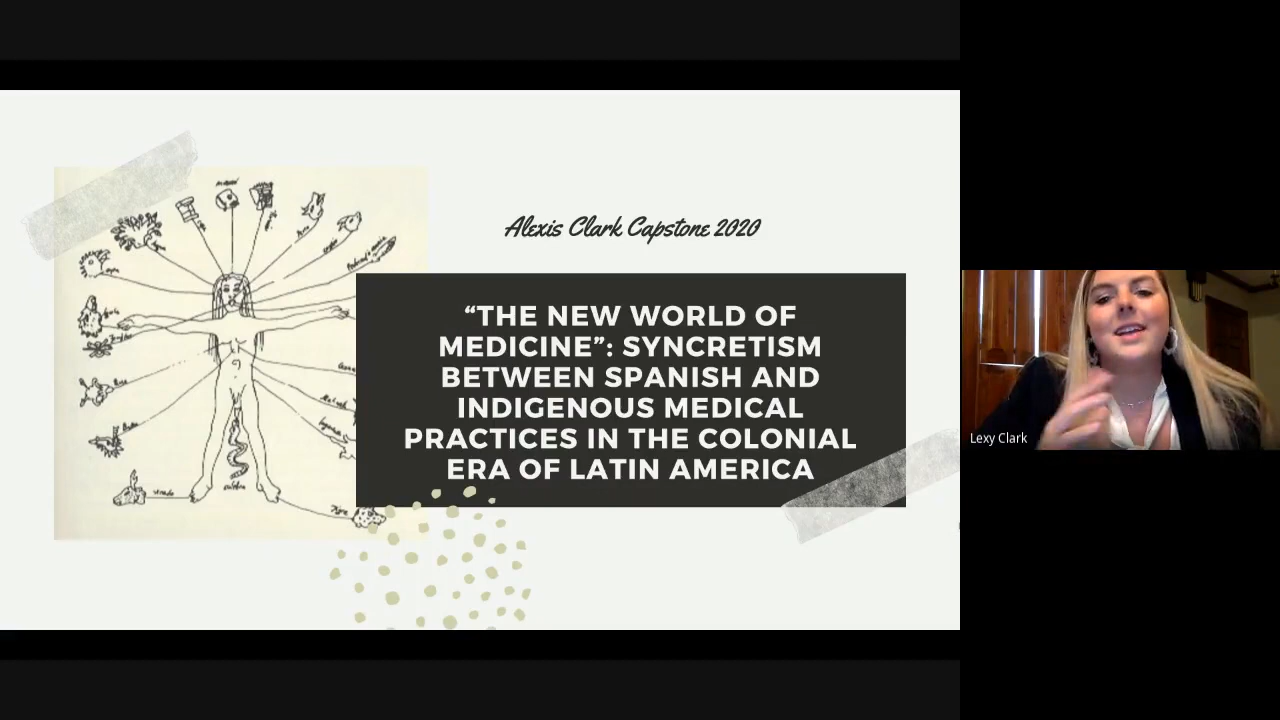 Alexis Clark Capstone 2020
“THE NEW WORLD OF
MEDICINE”: SYNCRETISM
BETWEEN SPANISH AND
INDIGENOUS MEDICAL
PRACTICES IN THE COLONIAL
ERA OF LATIN AMERICA
venado
Lexy Clark